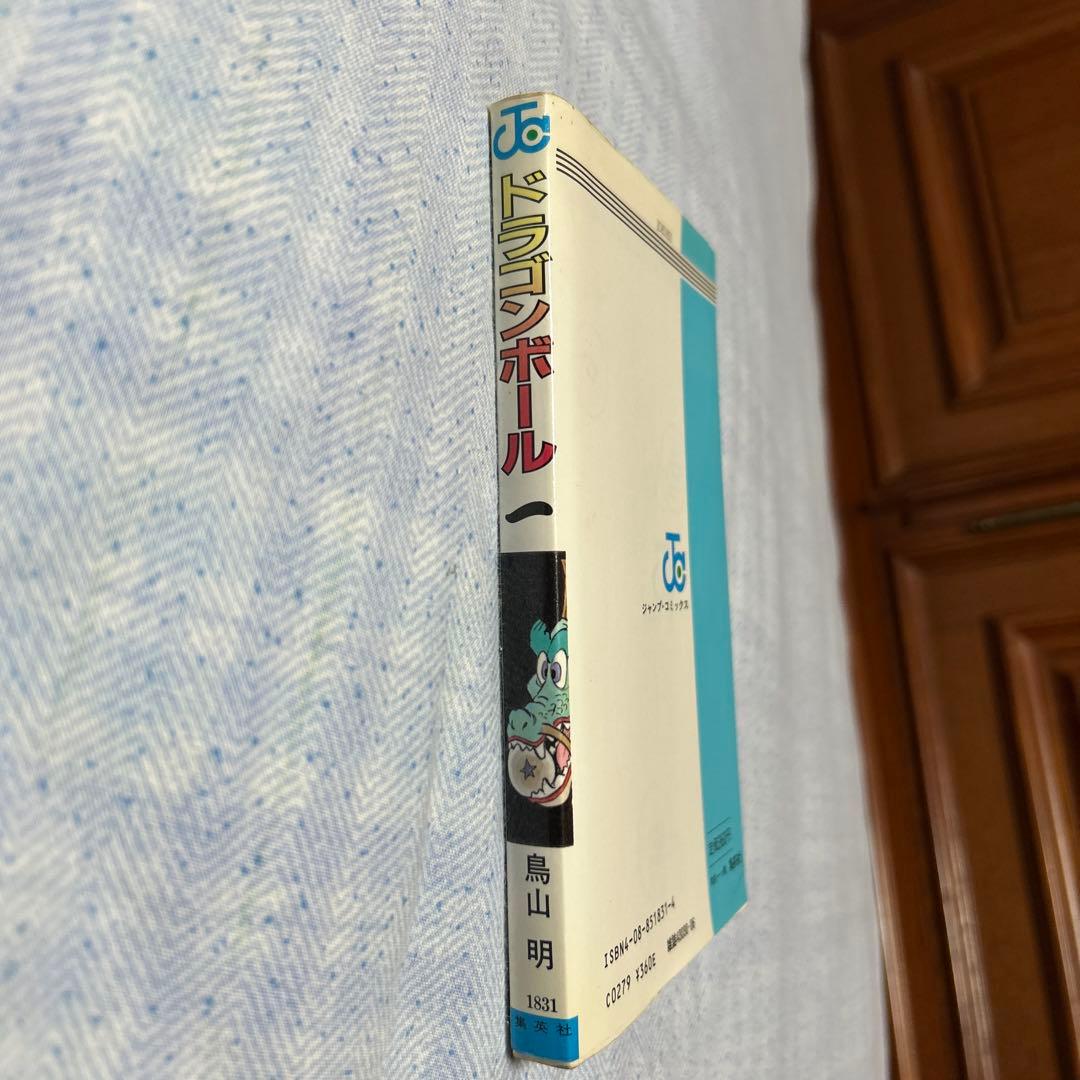 JC
ドラゴンボール
一
鳥山 明
1831
集英社
JC
ジャンプ・コミックス
ISBN4-08-851831-4
C0279 ¥360E